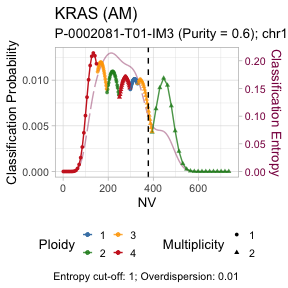 KRAS (AM)
P-0002081-T01-IM3 (Purity = 0.6); chr1
Classification Probability
0.010
0.005
0.000
0.20
0.15
0.10
0.05
0.00
Classification Entropy
0 200 400 600
NV
Ploidy 1 3 Multiplicity 1
2 4 2
Entropy cut-off: 1; Overdispersion: 0.01